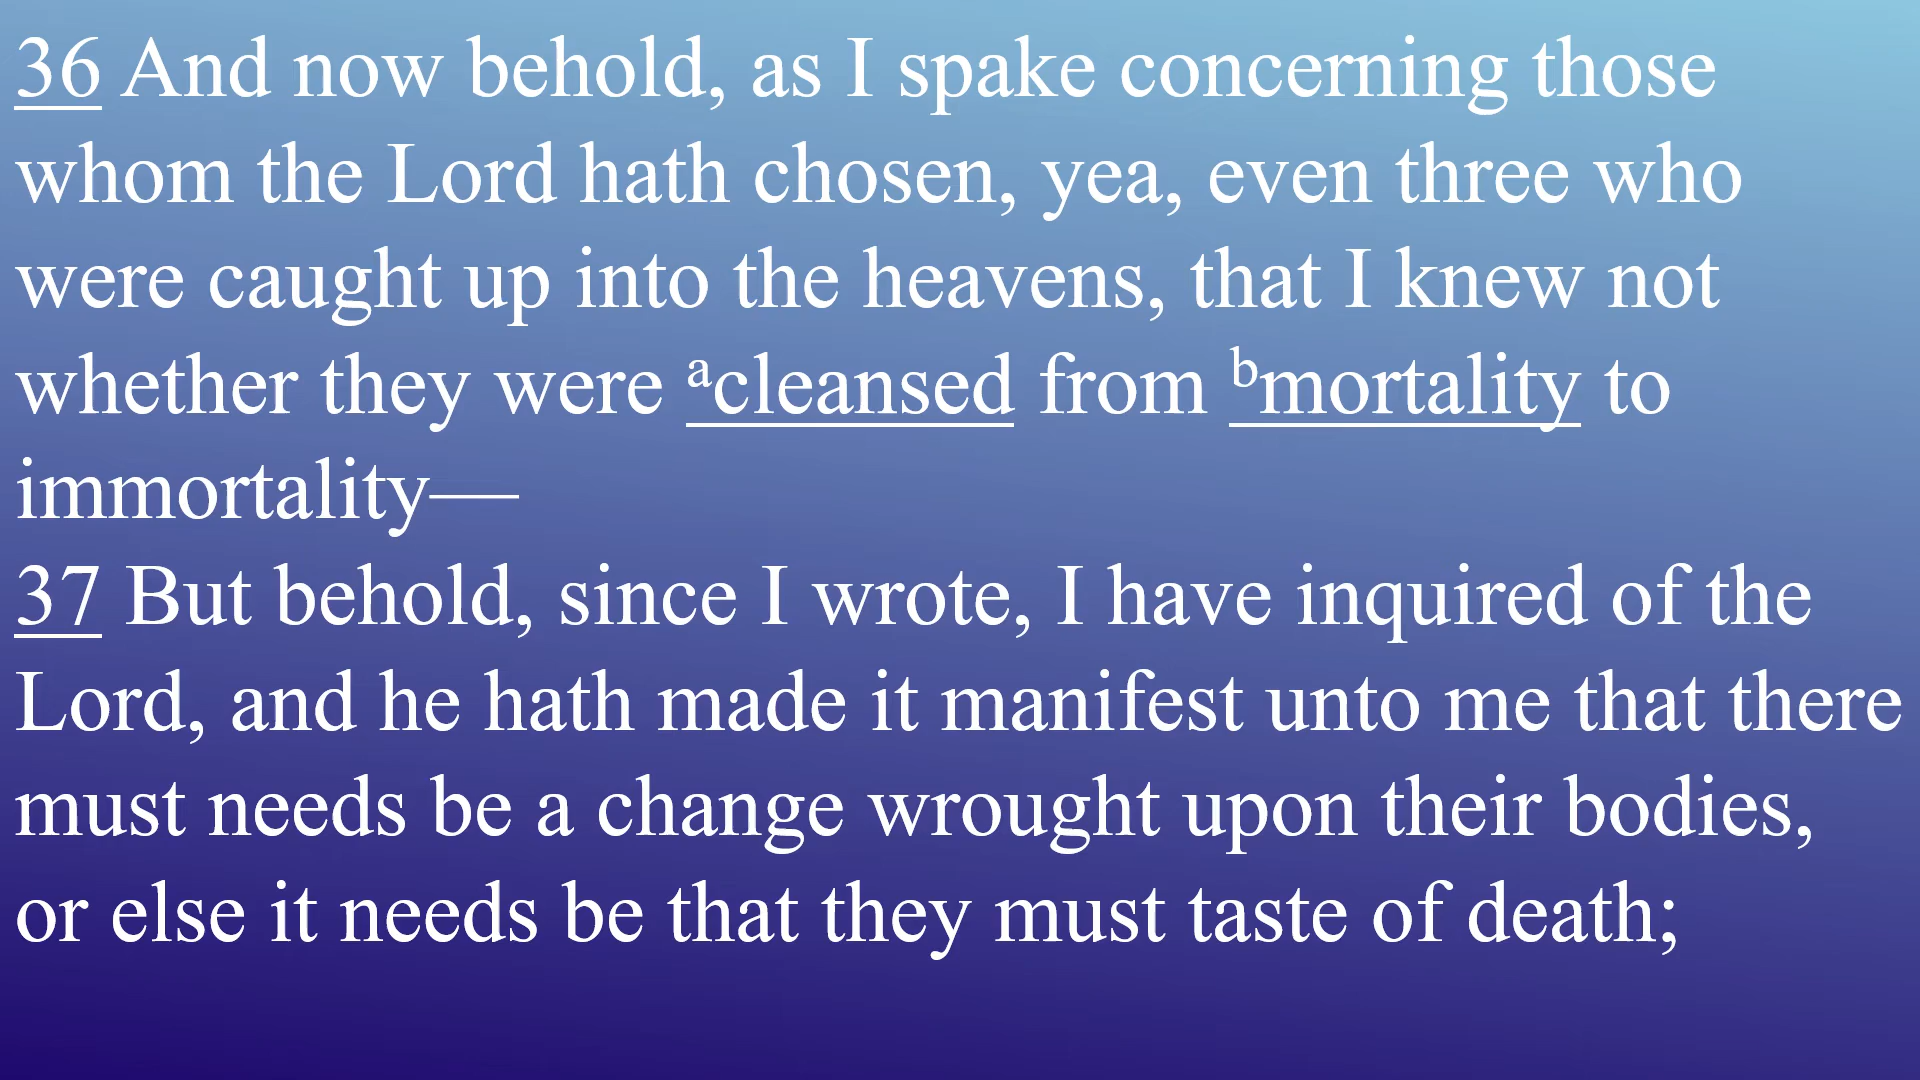 36 And now behold, as I spake concerning those
whom the Lord hath chosen, yea, even three who
were caught up into the heavens, that I knew not
whether they were acleansed from bmortality to
immortality—
37 But behold, since I wrote, I have inquired of the
Lord, and he hath made it manifest unto me that there
must needs be a change wrought upon their bodies,
or else it needs be that they must taste of death;